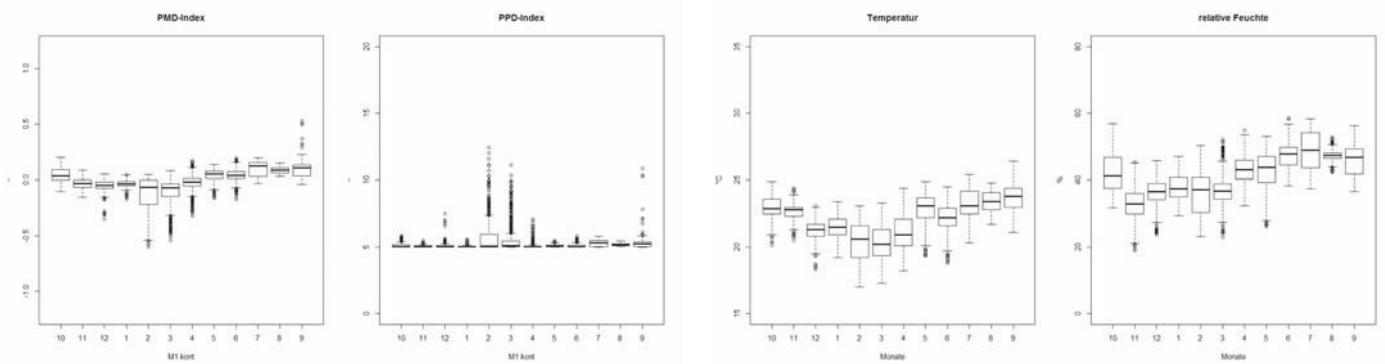 PMD-Index
1.0
0.5
0.0
-0.5
-1.0
10 11 12 1 2 3 4 5 6 7 8 9
M1 kont
PPD-Index
20
15
10
5
0
10 11 12 1 2 3 4 5 6 7 8 9
M1 kont
Temperatur
35
30
25
20
15
°C
10 11 12 1 2 3 4 5 6 7 8 9
Monate
relative Feuchte
80
60
40
20
0
%
10 11 12 1 2 3 4 5 6 7 8 9
Monate